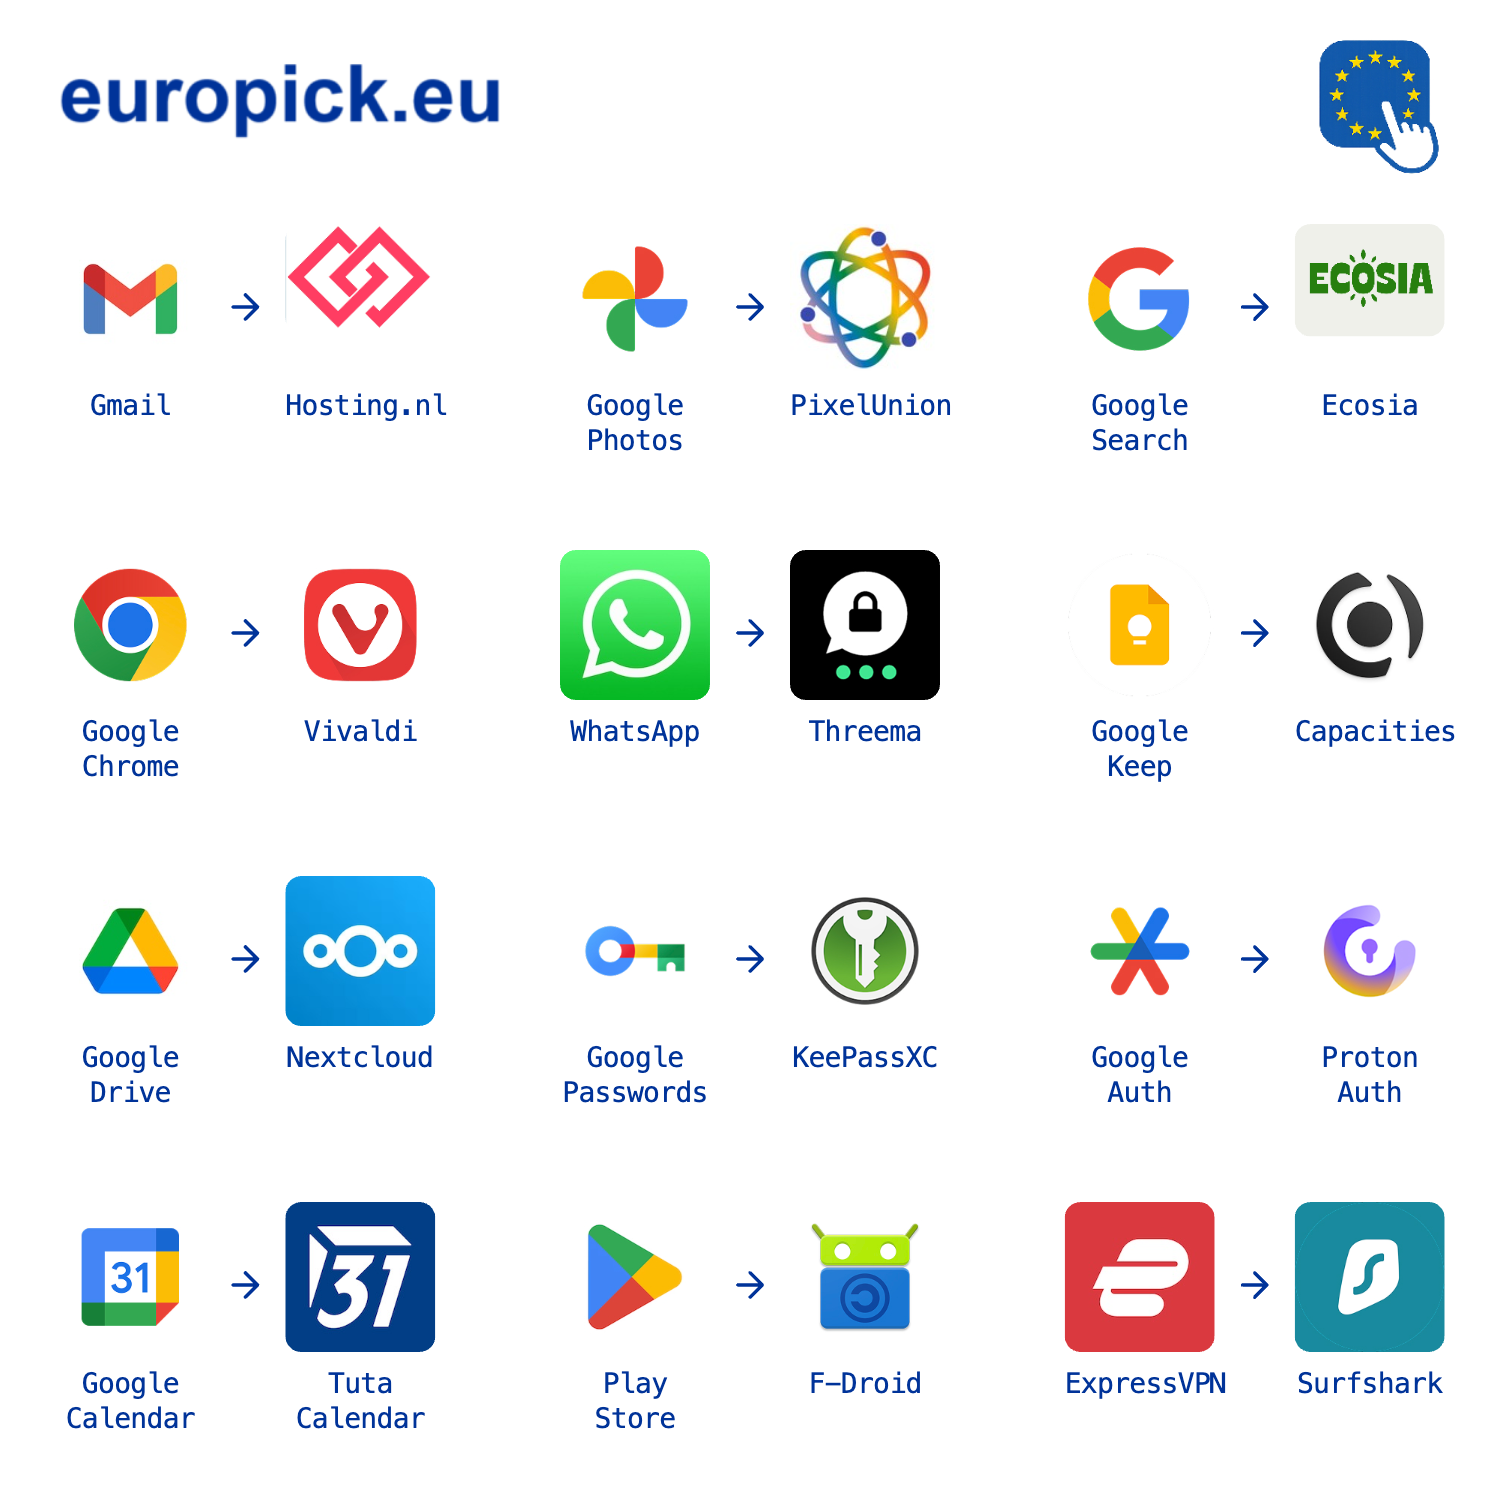 europick.eu
ECOSIA
Gmail
Hosting.nl
Google
Photos
PixelUnion
Google
Search
Ecosia
Google
Chrome
Vivaldi
WhatsApp
Threema
Google
Keep
Capacities
Google
Drive
Nextcloud
Google
Passwords
KeePassXC
Google
Auth
Proton
Auth
31
31
Google
Calendar
Tuta
Calendar
Play
Store
F-Droid
ExpressVPN
Surfshark